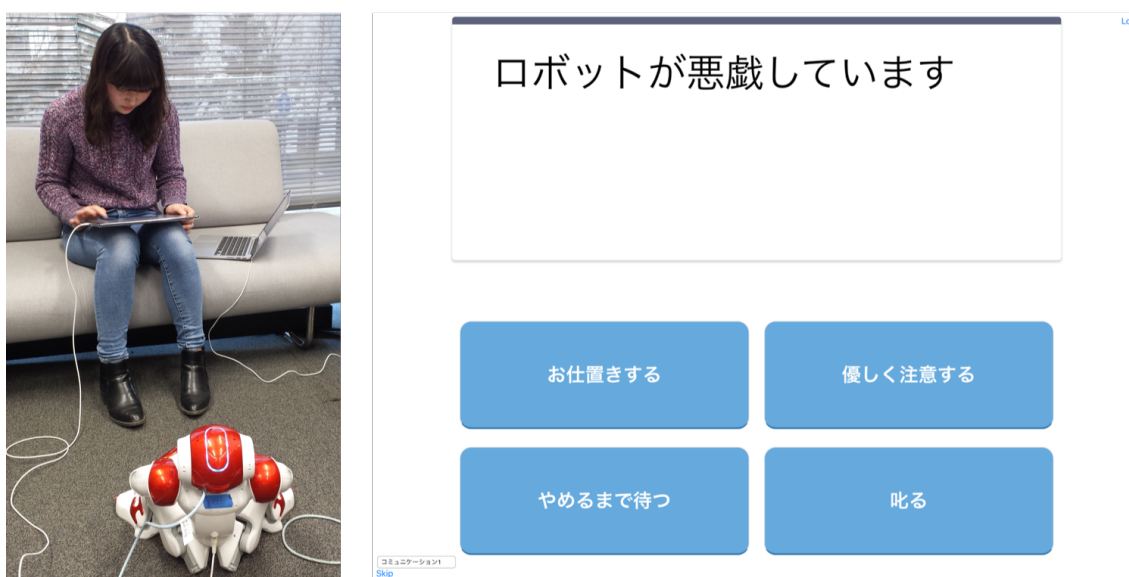 Lo
ロボットが悪戯しています
お仕置きする
優しく注意する
やめるまで待つ
叱る
コミュニケーション1
Skip